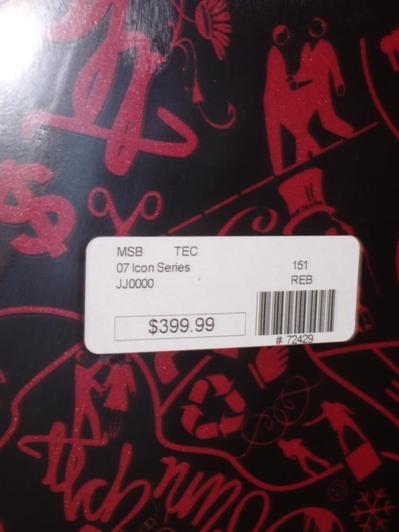 MSB TEC
07 Icon Series
151
JJ0000
REB
$399.99
# 72429